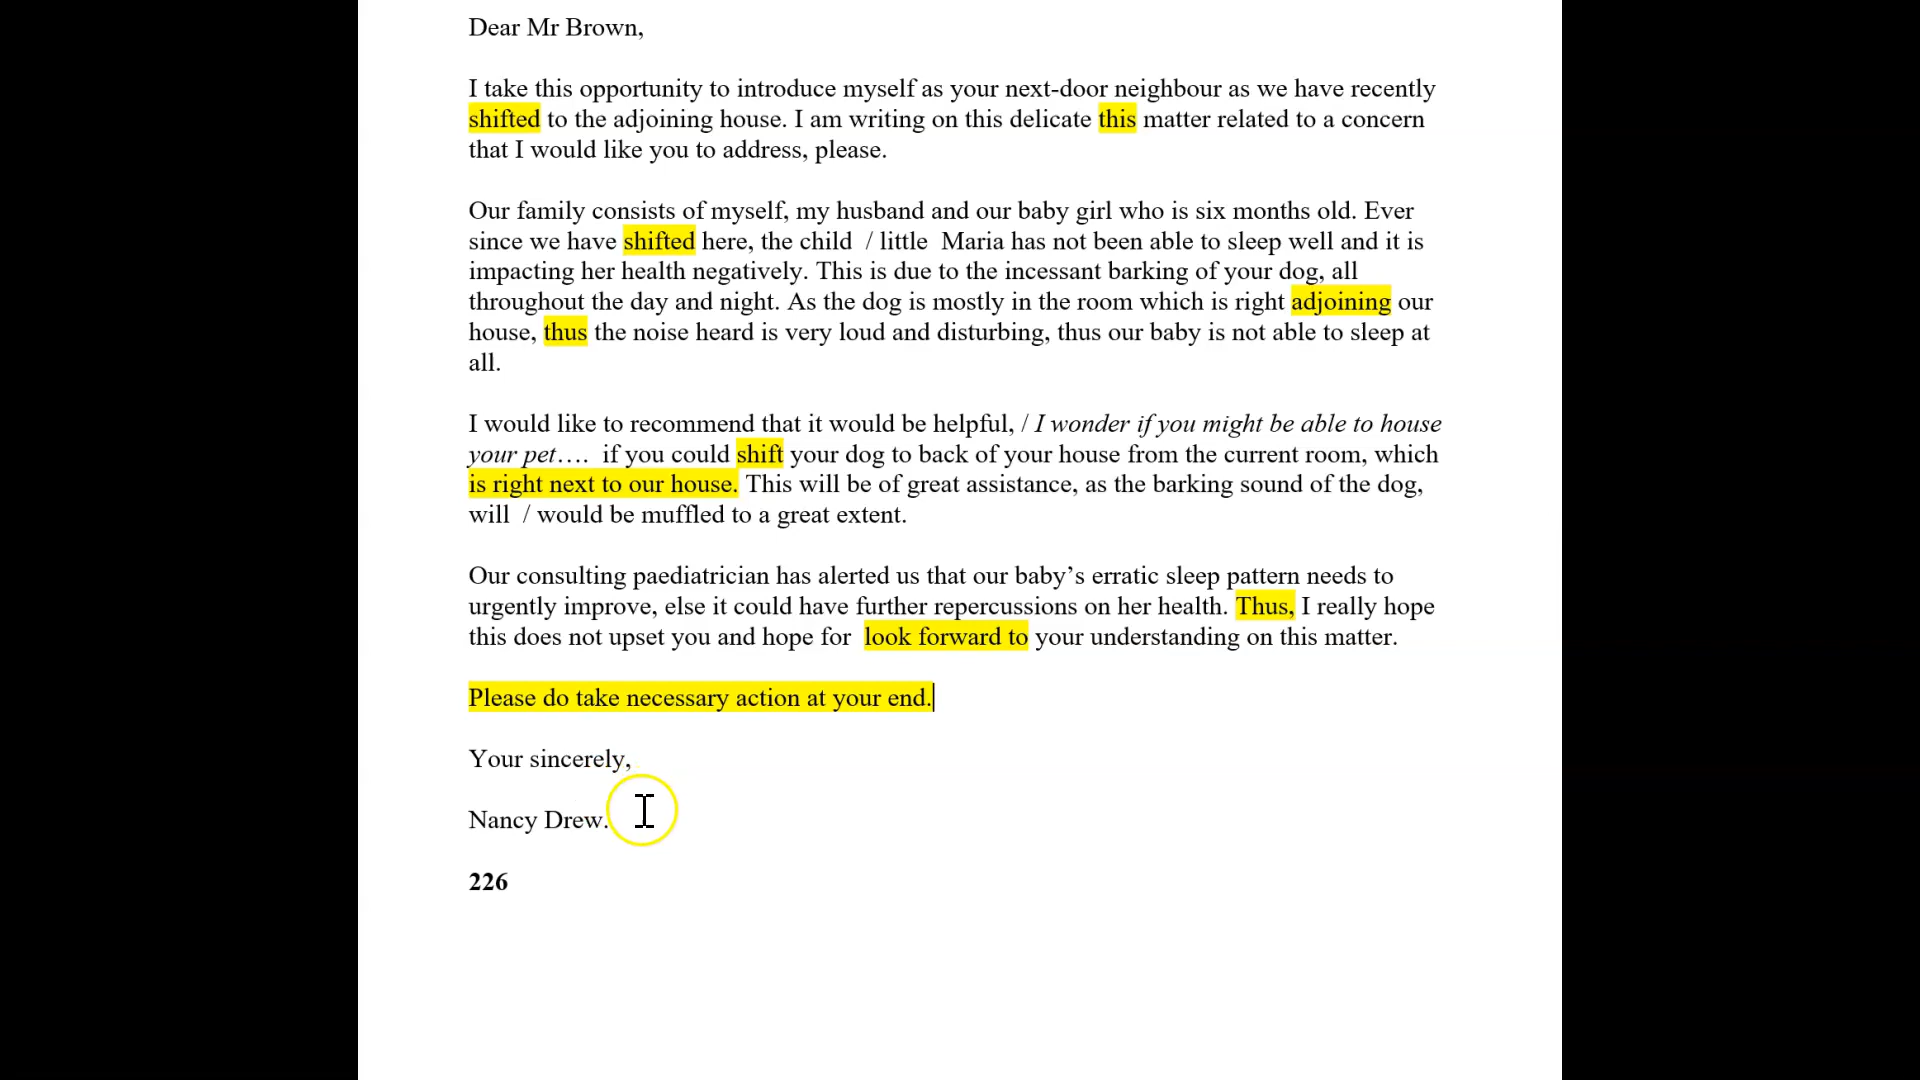 Dear Mr Brown,
I take this opportunity to introduce myself as your next-door neighbour as we have recently
shifted to the adjoining house. I am writing on this delicate this matter related to a concern
that I would like you to address, please.
Our family consists of myself, my husband and our baby girl who is six months old. Ever
since we have shifted here, the child / little Maria has not been able to sleep well and it is
impacting her health negatively. This is due to the incessant barking of your dog, all
throughout the day and night. As the dog is mostly in the room which is right adjoining our
house, thus the noise heard is very loud and disturbing, thus our baby is not able to sleep at
all.
I would like to recommend that it would be helpful, / I wonder if you might be able to house
your pet…. if you could shift your dog to back of your house from the current room, which
is right next to our house. This will be of great assistance, as the barking sound of the dog,
will / would be muffled to a great extent.
Our consulting paediatrician has alerted us that our baby’s erratic sleep pattern needs to
urgently improve, else it could have further repercussions on her health. Thus, I really hope
this does not upset you and hope for look forward to your understanding on this matter.
Please do take necessary action at your end.
Your sincerely,
Nancy Drew.
226